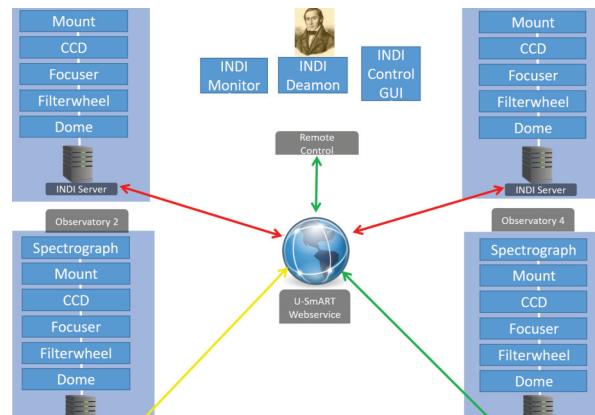 Mount
CCD
Focuser
Filterwheel
Dome
INDI Server
INDI
Monitor
INDI
Deamon
INDI
Control
GUI
Mount
CCD
Focuser
Filterwheel
Dome
INDI Server
Remote
Control
Observatory 2
Spectrograph
Mount
CCD
Focuser
Filterwheel
Dome
U-SmART
Webservice
Observatory 4
Spectrograph
Mount
CCD
Focuser
Filterwheel
Dome